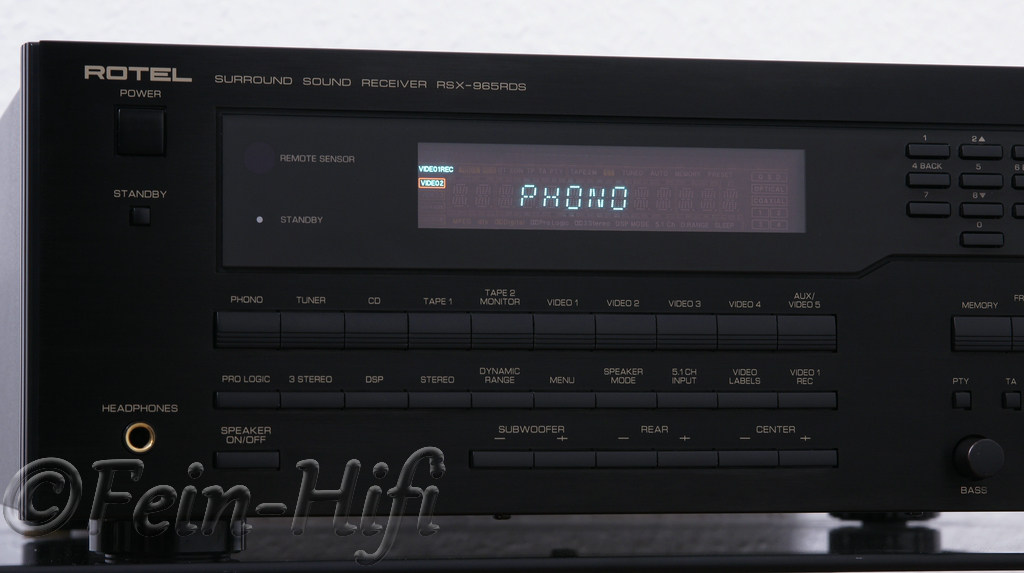 ROTEL SURROUND SOUND RECEIVER RSX-965RDS
POWER
REMOTE SENSOR
STANDBY
STANDBY
VIDEO1REC
VIDEO2
PHONO
1 2▲
4 BACK 5 6
7 8▼
0
PHONO TUNER CD TAPE 1 TAPE 2 MONITOR VIDEO 1 VIDEO 2 VIDEO 3 VIDEO 4 AUX/ VIDEO 5
MEMORY
PRO LOGIC 3 STEREO DSP STEREO DYNAMIC RANGE MENU SPEAKER MODE 5.1 CH INPUT VIDEO LABELS VIDEO 1 REC
PTY TA
HEADPHONES
SPEAKER ON/OFF
SUBWOOFER REAR CENTER
— + — + — +
BASS
©Fein-Hifi